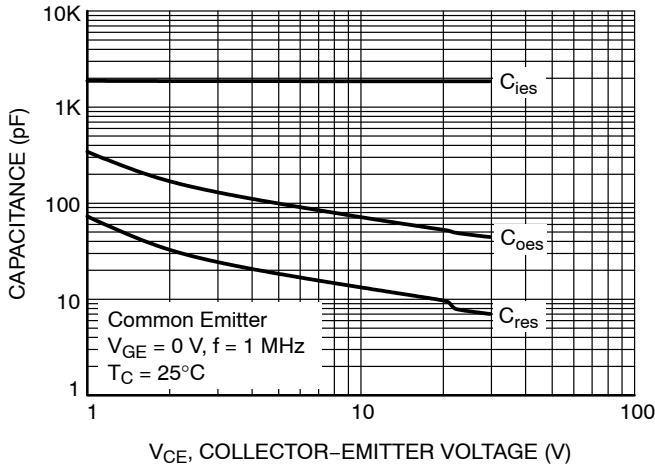 10K
1K
100
10
1
CAPACITANCE (pF)
C_ies
C_oes
C_res
Common Emitter
V_GE = 0 V, f = 1 MHz
T_C = 25°C
1
10
100
V_CE, COLLECTOR−EMITTER VOLTAGE (V)